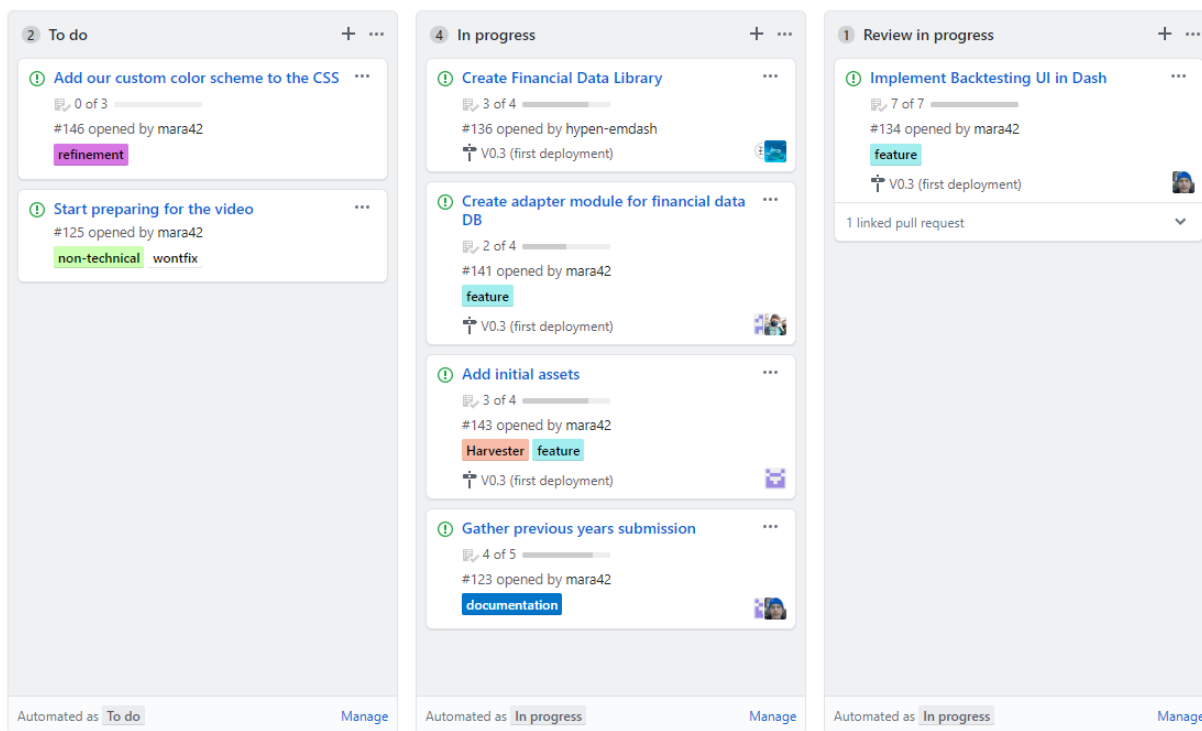 2 To do
Add our custom color scheme to the CSS
0 of 3
#146 opened by mara42
refinement
Start preparing for the video
#125 opened by mara42
non-technical wontfix
Automated as To do Manage
4 In progress
Create Financial Data Library
3 of 4
#136 opened by hypen-emdash
V0.3 (first deployment)
Create adapter module for financial data
DB
2 of 4
#141 opened by mara42
feature
V0.3 (first deployment)
Add initial assets
3 of 4
#143 opened by mara42
Harvester feature
V0.3 (first deployment)
Gather previous years submission
4 of 5
#123 opened by mara42
documentation
Automated as In progress Manage
1 Review in progress
Implement Backtesting UI in Dash
7 of 7
#134 opened by mara42
feature
V0.3 (first deployment)
1 linked pull request
Automated as In progress Manage